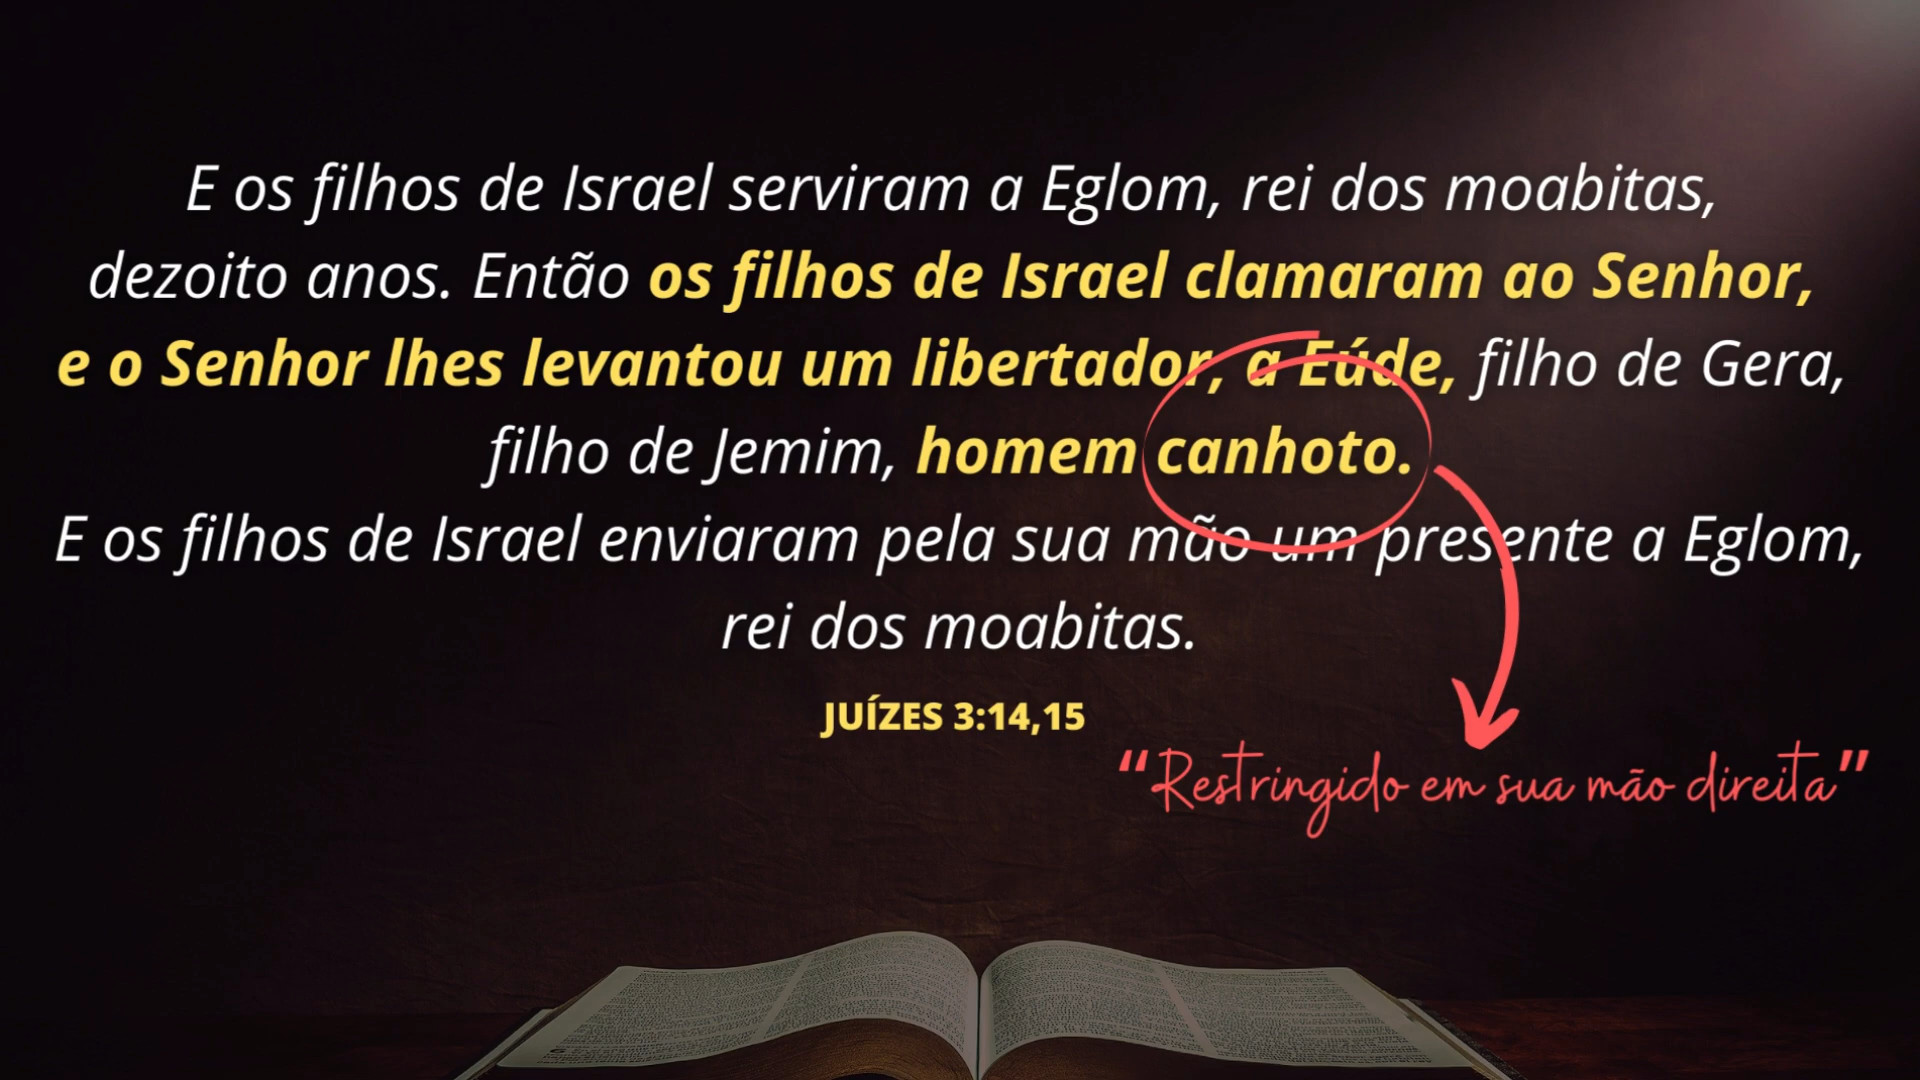 E os filhos de Israel serviram a Eglom, rei dos moabitas,
dezoito anos. Então os filhos de Israel clamaram ao Senhor,
e o Senhor lhes levantou um libertador, a Eúde, filho de Gera,
filho de Jemim, homem canhoto.
E os filhos de Israel enviaram pela sua mão um presente a Eglom,
rei dos moabitas.
JUÍZES 3:14,15
“Restringido em sua mão direita”